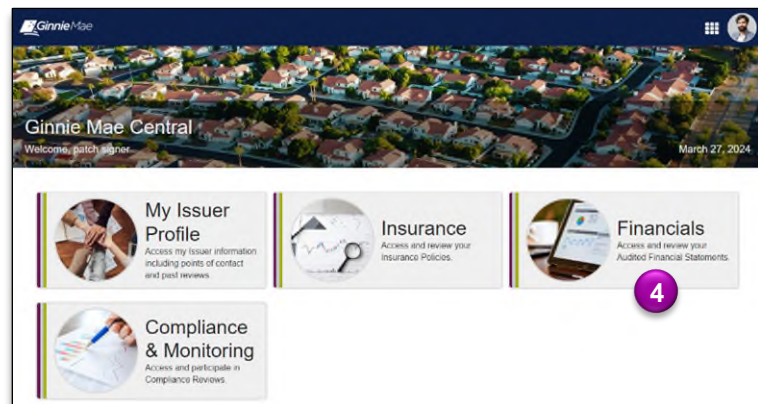 GinnieMae
Ginnie Mae Central
Welcome, patch signer
March 27, 2024
My Issuer
Profile
Access my Issuer information
including points of contact
and past reviews.
Insurance
Access and review your
Insurance Policies.
Financials
Access and review your
Audited Financial Statements.
4
Compliance
& Monitoring
Access and participate in
Compliance Reviews.